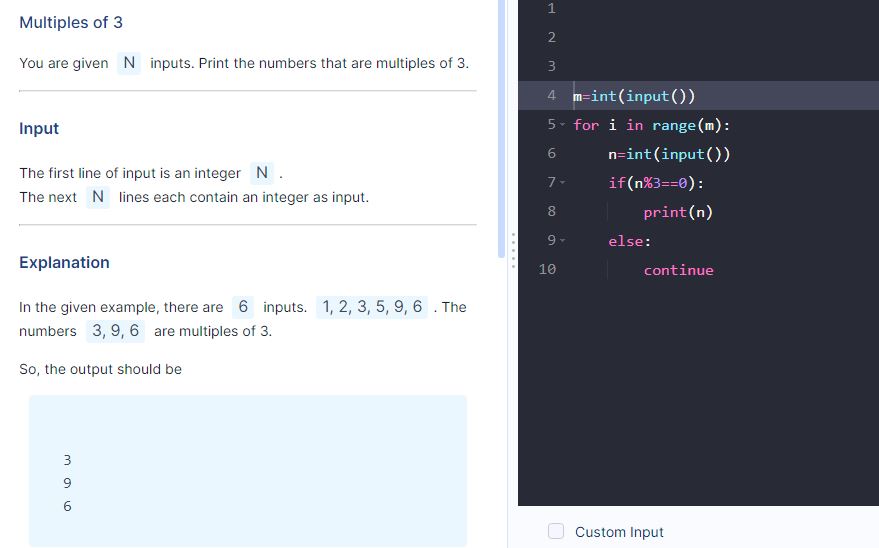 Multiples of 3
You are given N inputs. Print the numbers that are multiples of 3.
Input
The first line of input is an integer N .
The next N lines each contain an integer as input.
Explanation
In the given example, there are 6 inputs. 1, 2, 3, 5, 9, 6 . The
numbers 3, 9, 6 are multiples of 3.
So, the output should be
3
9
6
1
2
3
4 m=int(input())
5 for i in range(m):
6 n=int(input())
7 if(n%3==0):
8 print(n)
9 else:
10 continue
Custom Input